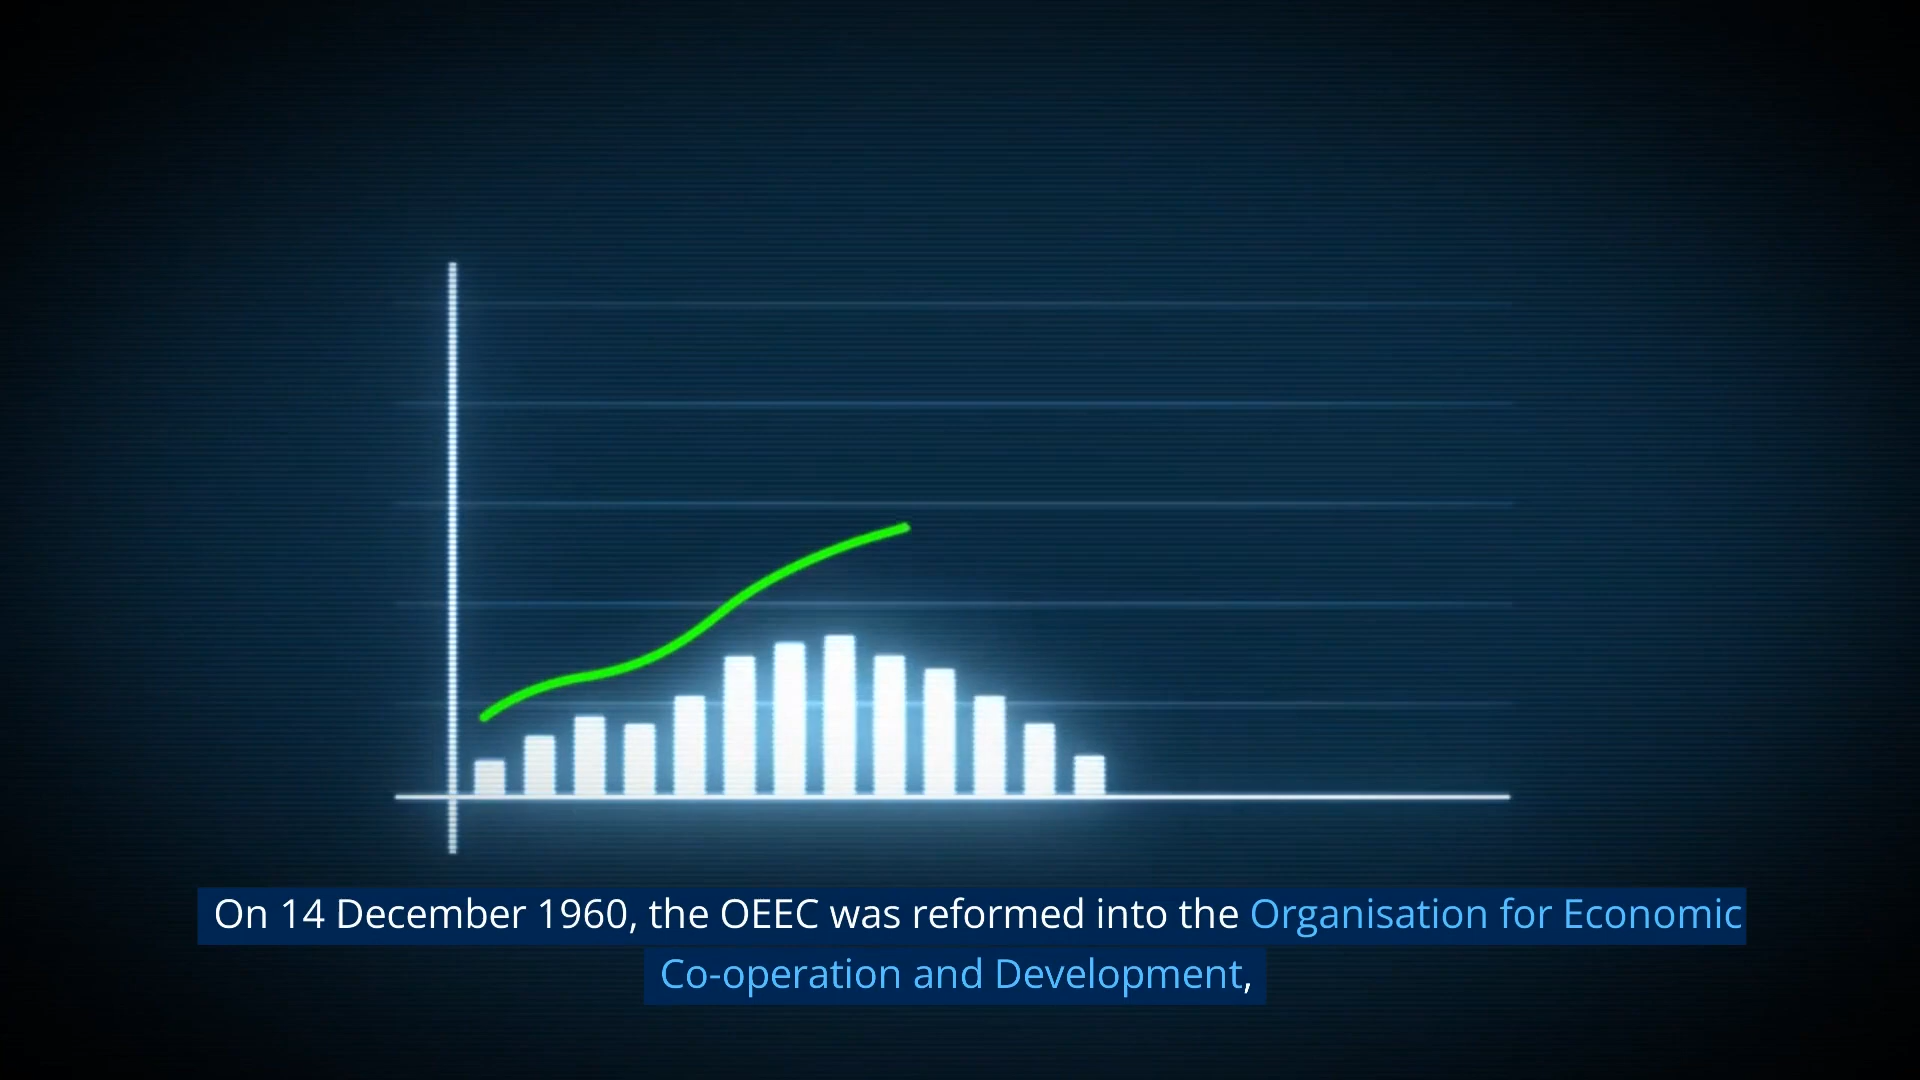 On 14 December 1960, the OEEC was reformed into the Organisation for Economic
Co-operation and Development,